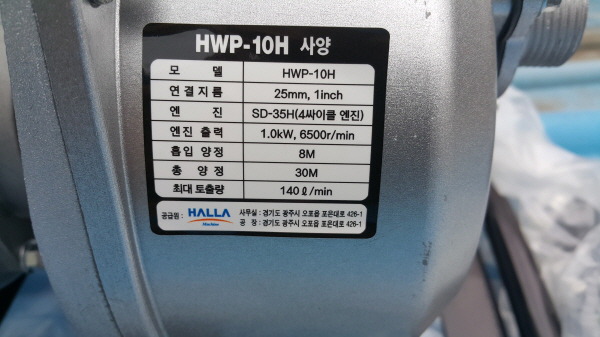 HWP-10H 사양
모 델 HWP-10H
연결지름 25mm, 1inch
엔 진 SD-35H(4싸이클 엔진)
엔진 출력 1.0kW, 6500r/min
흡입 양정 8M
총 양정 30M
최대 토출량 140ℓ/min
공급원 : HALLA Machine 사무실 : 경기도 광주시 오포읍 포은대로 426-1
공 장 : 경기도 광주시 오포읍 포은대로 426-1